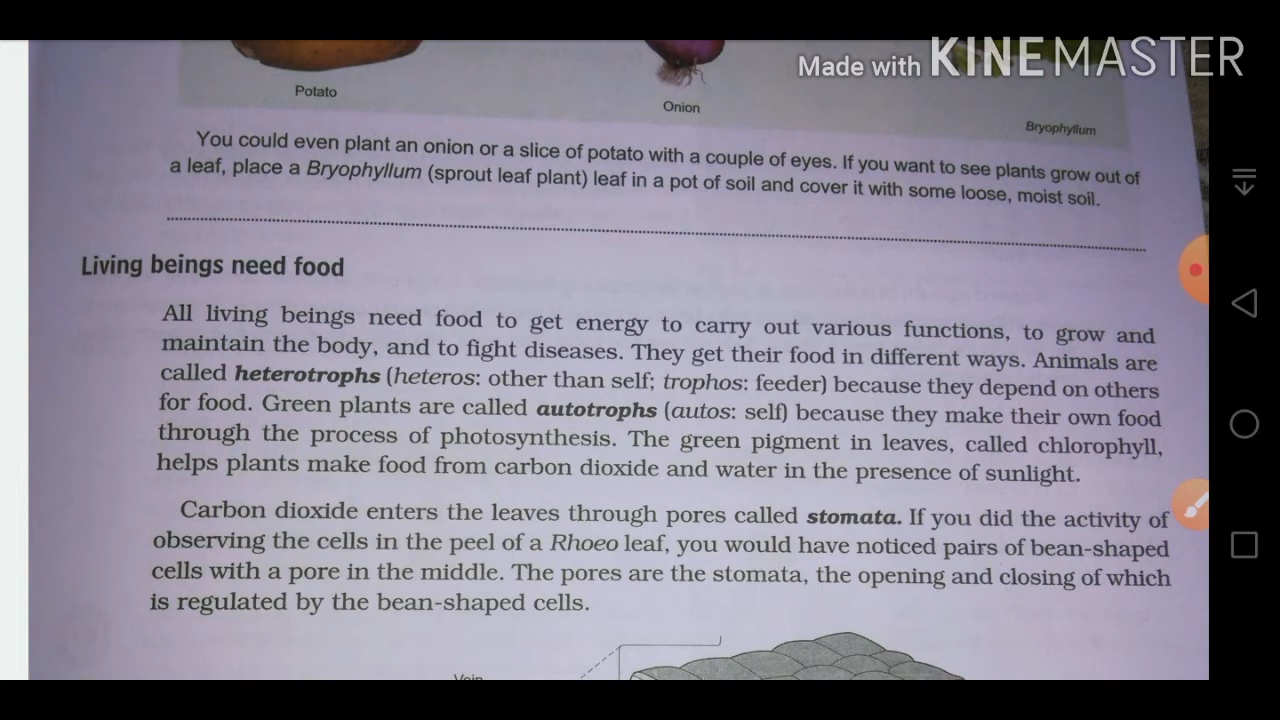 Made with KINEMASTER
Potato
Onion
Bryophyllum
You could even plant an onion or a slice of potato with a couple of eyes. If you want to see plants grow out of
a leaf, place a Bryophyllum (sprout leaf plant) leaf in a pot of soil and cover it with some loose, moist soil.
Living beings need food
All living beings need food to get energy to carry out various functions, to grow and
maintain the body, and to fight diseases. They get their food in different ways. Animals are
called heterotrophs (heteros: other than self; trophos: feeder) because they depend on others
for food. Green plants are called autotrophs (autos: self) because they make their own food
through the process of photosynthesis. The green pigment in leaves, called chlorophyll,
helps plants make food from carbon dioxide and water in the presence of sunlight.
Carbon dioxide enters the leaves through pores called stomata. If you did the activity of
observing the cells in the peel of a Rhoeo leaf, you would have noticed pairs of bean-shaped
cells with a pore in the middle. The pores are the stomata, the opening and closing of which
is regulated by the bean-shaped cells.
Vein